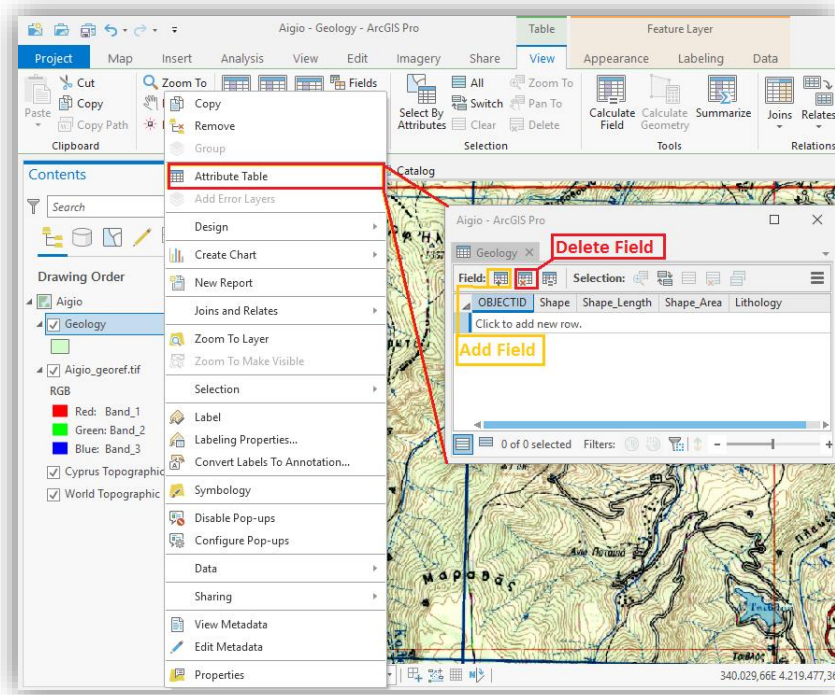 Aigio - Geology - ArcGIS Pro
Table
Feature Layer
Project Map Insert Analysis View Edit Imagery Share View Appearance Labeling Data
Paste
Cut
Copy
Copy Path
Clipboard
Zoom To
Fields
Select By
Attributes
All
Switch
Clear
Zoom To
Pan To
Delete
Selection
Calculate
Field
Calculate
Geometry
Summarize
Tools
Joins
Relates
Relations
Contents
Search
Drawing Order
Aigio
Geology
Aigio_georef.tif
RGB
Red: Band_1
Green: Band_2
Blue: Band_3
Cyprus Topographic
World Topographic
Copy
Remove
Group
Attribute Table
Add Error Layers
Design
Create Chart
New Report
Joins and Relates
Zoom To Layer
Zoom To Make Visible
Selection
Label
Labeling Properties...
Convert Labels To Annotation...
Symbology
Disable Pop-ups
Configure Pop-ups
Data
Sharing
View Metadata
Edit Metadata
Properties
Catalog
Aigio - ArcGIS Pro
Geology
Delete Field
Field: Selection:
OBJECTID Shape Shape_Length Shape_Area Lithology
Click to add new row.
Add Field
0 of 0 selected Filters:
Μαραθάς
340.029,66E 4.219.477,3